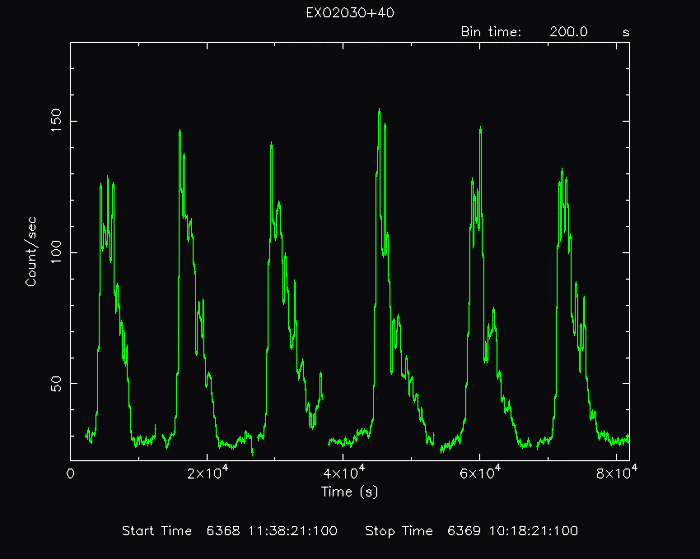 EXO2030+40
Bin time: 200.0 s
150
100
50
Count/sec
0 2×10⁴ 4×10⁴ 6×10⁴ 8×10⁴
Time (s)
Start Time 6368 11:38:21:100 Stop Time 6369 10:18:21:100